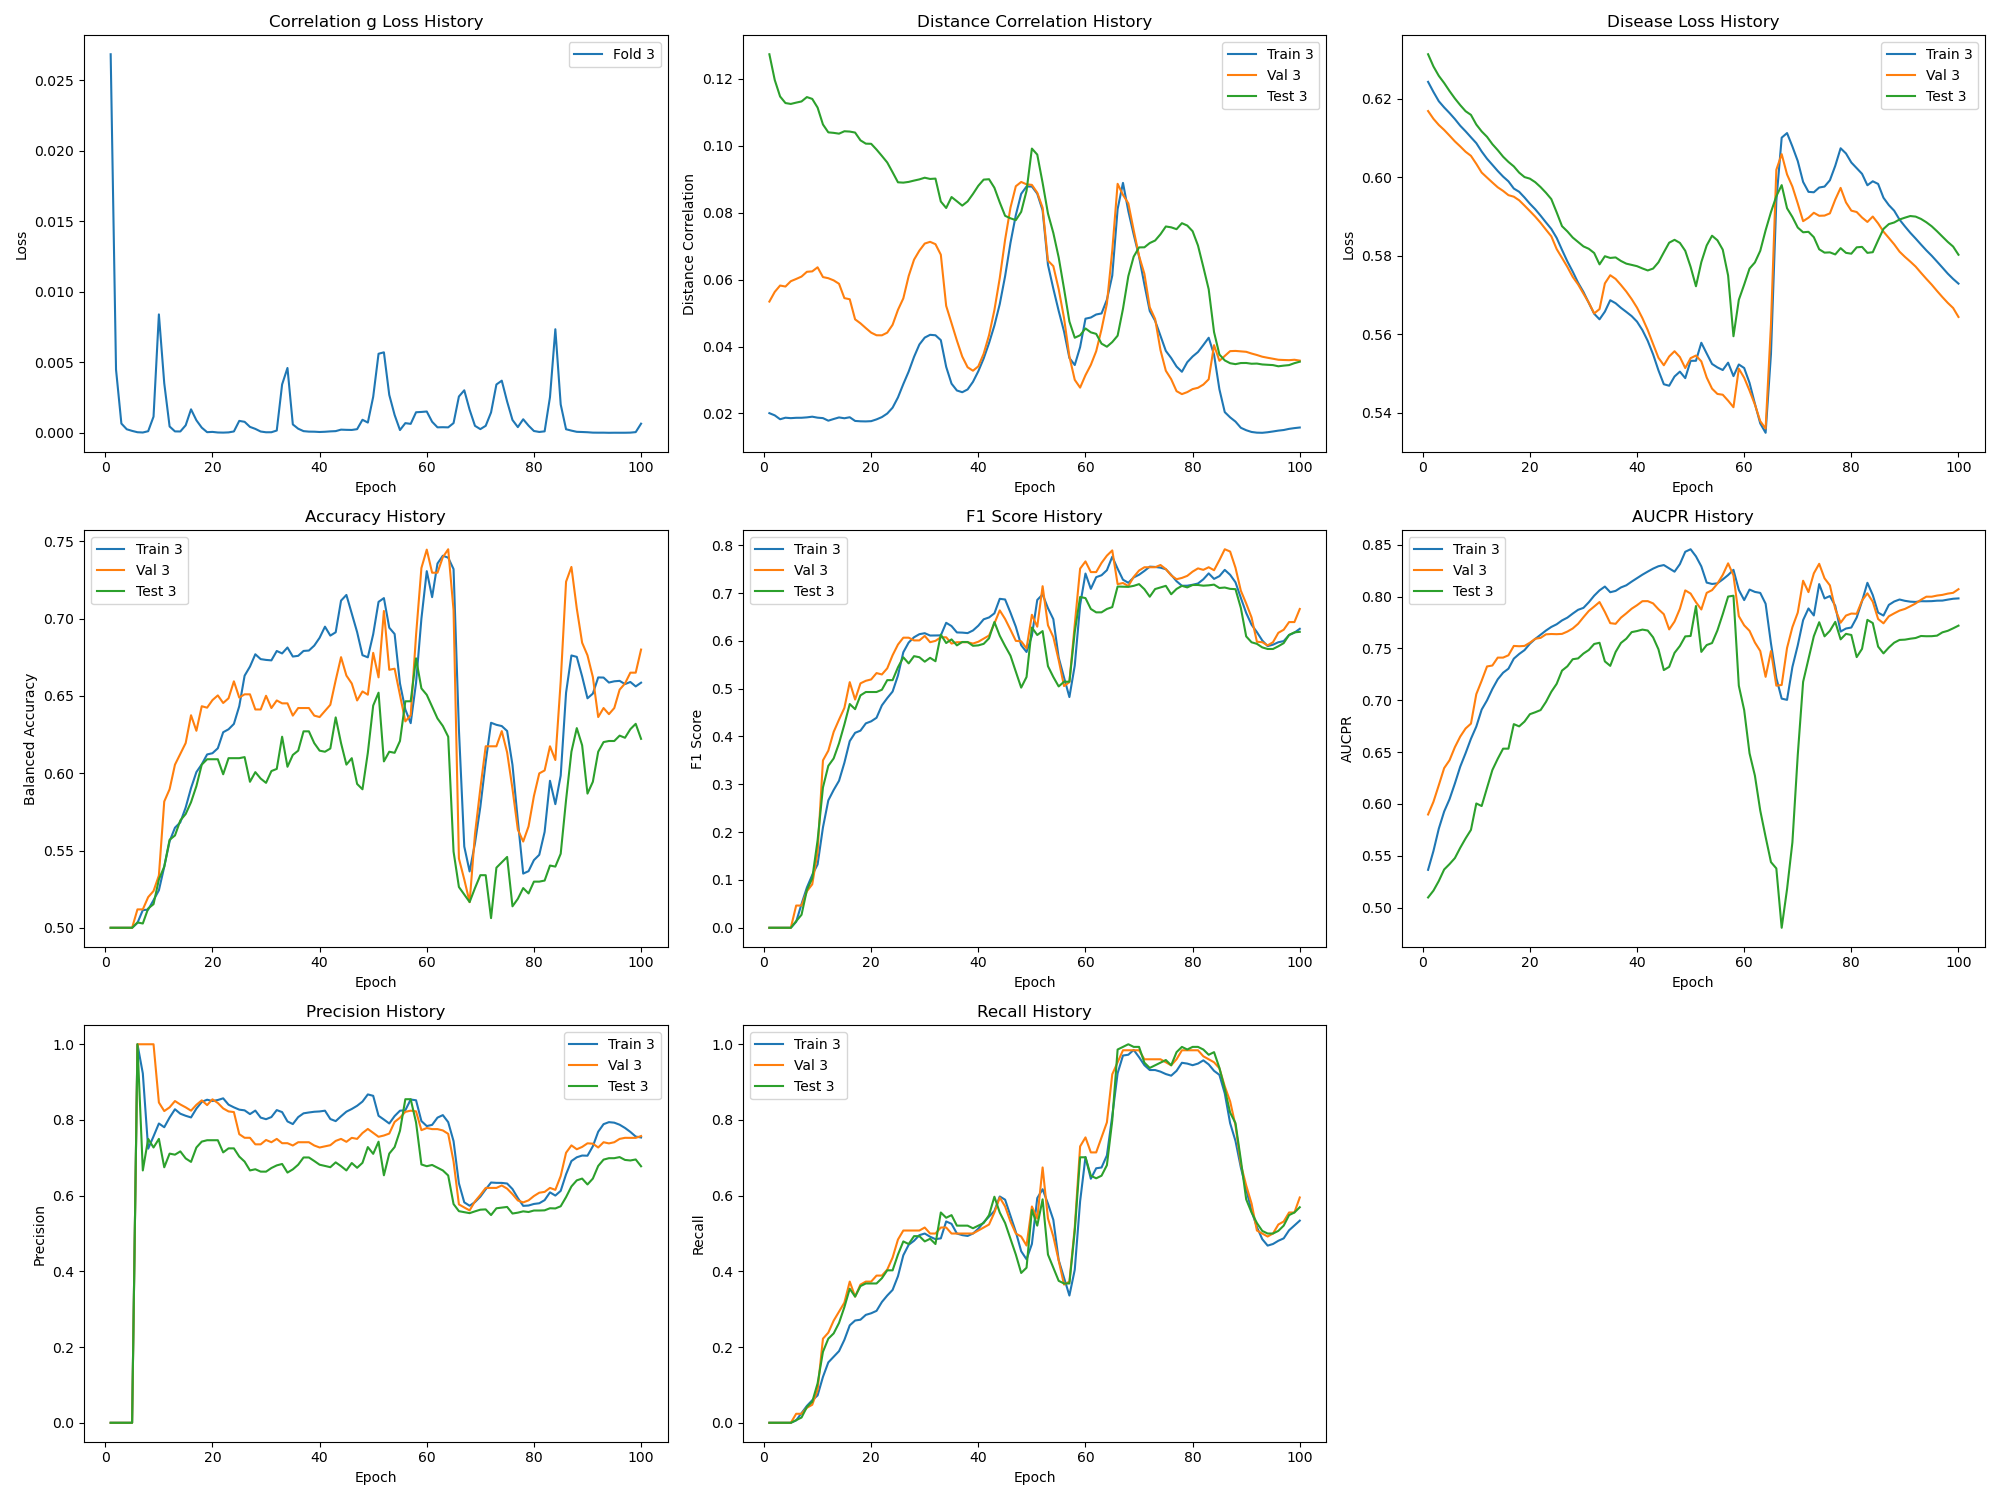 Correlation g Loss History
Loss
0.025
0.020
0.015
0.010
0.005
0.000
0 20 40 60 80 100
Epoch
Fold 3
Distance Correlation History
Distance Correlation
0.12
0.10
0.08
0.06
0.04
0.02
0 20 40 60 80 100
Epoch
Train 3
Val 3
Test 3
Disease Loss History
Loss
0.62
0.60
0.58
0.56
0.54
0 20 40 60 80 100
Epoch
Train 3
Val 3
Test 3
Accuracy History
Balanced Accuracy
0.75
0.70
0.65
0.60
0.55
0.50
0 20 40 60 80 100
Epoch
Train 3
Val 3
Test 3
F1 Score History
F1 Score
0.8
0.7
0.6
0.5
0.4
0.3
0.2
0.1
0.0
0 20 40 60 80 100
Epoch
Train 3
Val 3
Test 3
AUCPR History
AUCPR
0.85
0.80
0.75
0.70
0.65
0.60
0.55
0.50
0 20 40 60 80 100
Epoch
Train 3
Val 3
Test 3
Precision History
Precision
1.0
0.8
0.6
0.4
0.2
0.0
0 20 40 60 80 100
Epoch
Train 3
Val 3
Test 3
Recall History
Recall
1.0
0.8
0.6
0.4
0.2
0.0
0 20 40 60 80 100
Epoch
Train 3
Val 3
Test 3